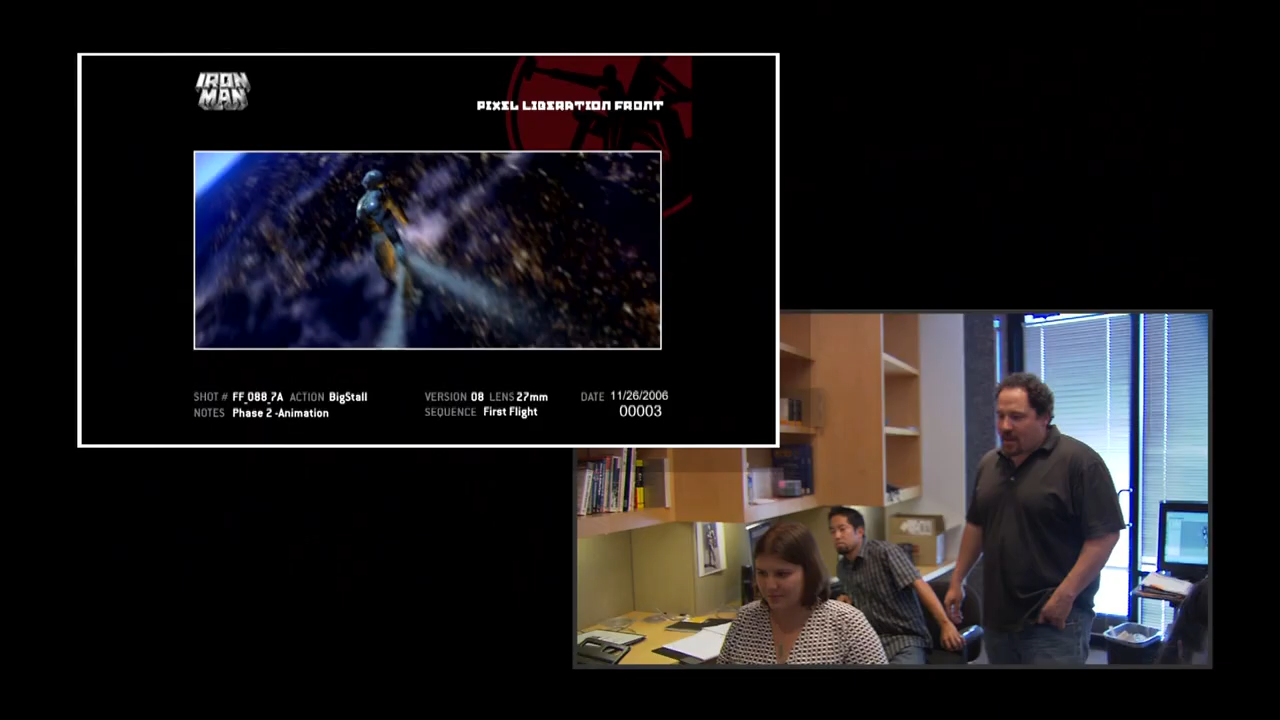 IRON
MAN
PIXEL LIBERATION FRONT
SHOT # FF_088_7A ACTION BigStall VERSION 08 LENS 27mm DATE 11/26/2006
NOTES Phase 2 -Animation SEQUENCE First Flight 00003